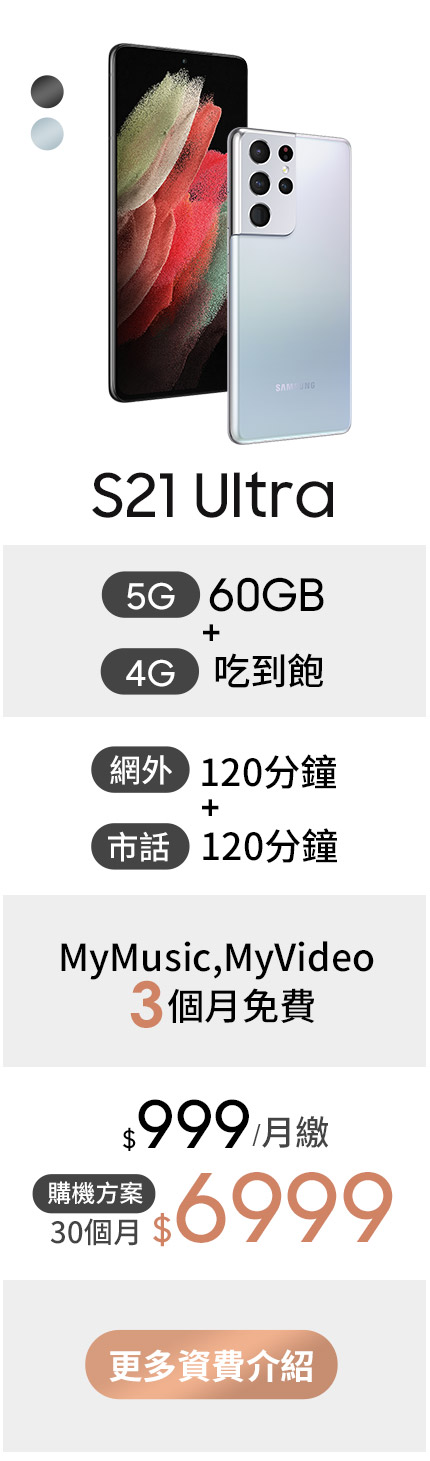 SAMSUNG
S21 Ultra
5G 60GB
+
4G 吃到飽
網外 120分鐘
+
市話 120分鐘
MyMusic,MyVideo
3個月免費
$999/月繳
購機方案
30個月 $6999
更多資費介紹